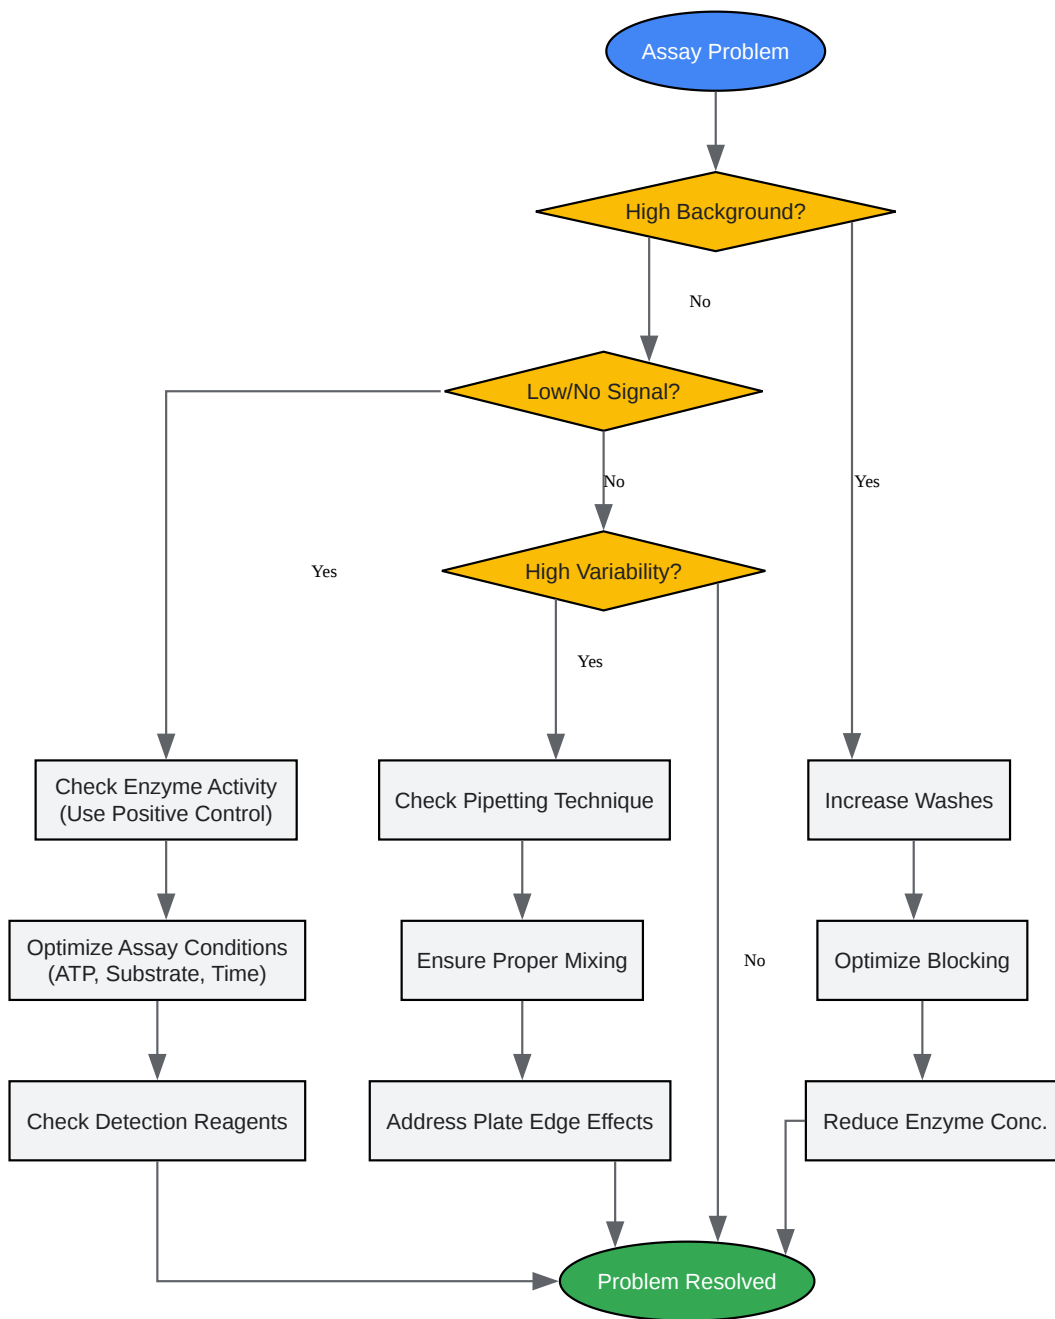 Assay Problem
High Background?
No
Low/No Signal?
No
Yes
High Variability?
Yes
Yes
Check Enzyme Activity
(Use Positive Control)
Check Pipetting Technique
Increase Washes
Optimize Assay Conditions
(ATP, Substrate, Time)
Ensure Proper Mixing
No
Optimize Blocking
Check Detection Reagents
Address Plate Edge Effects
Reduce Enzyme Conc.
Problem Resolved